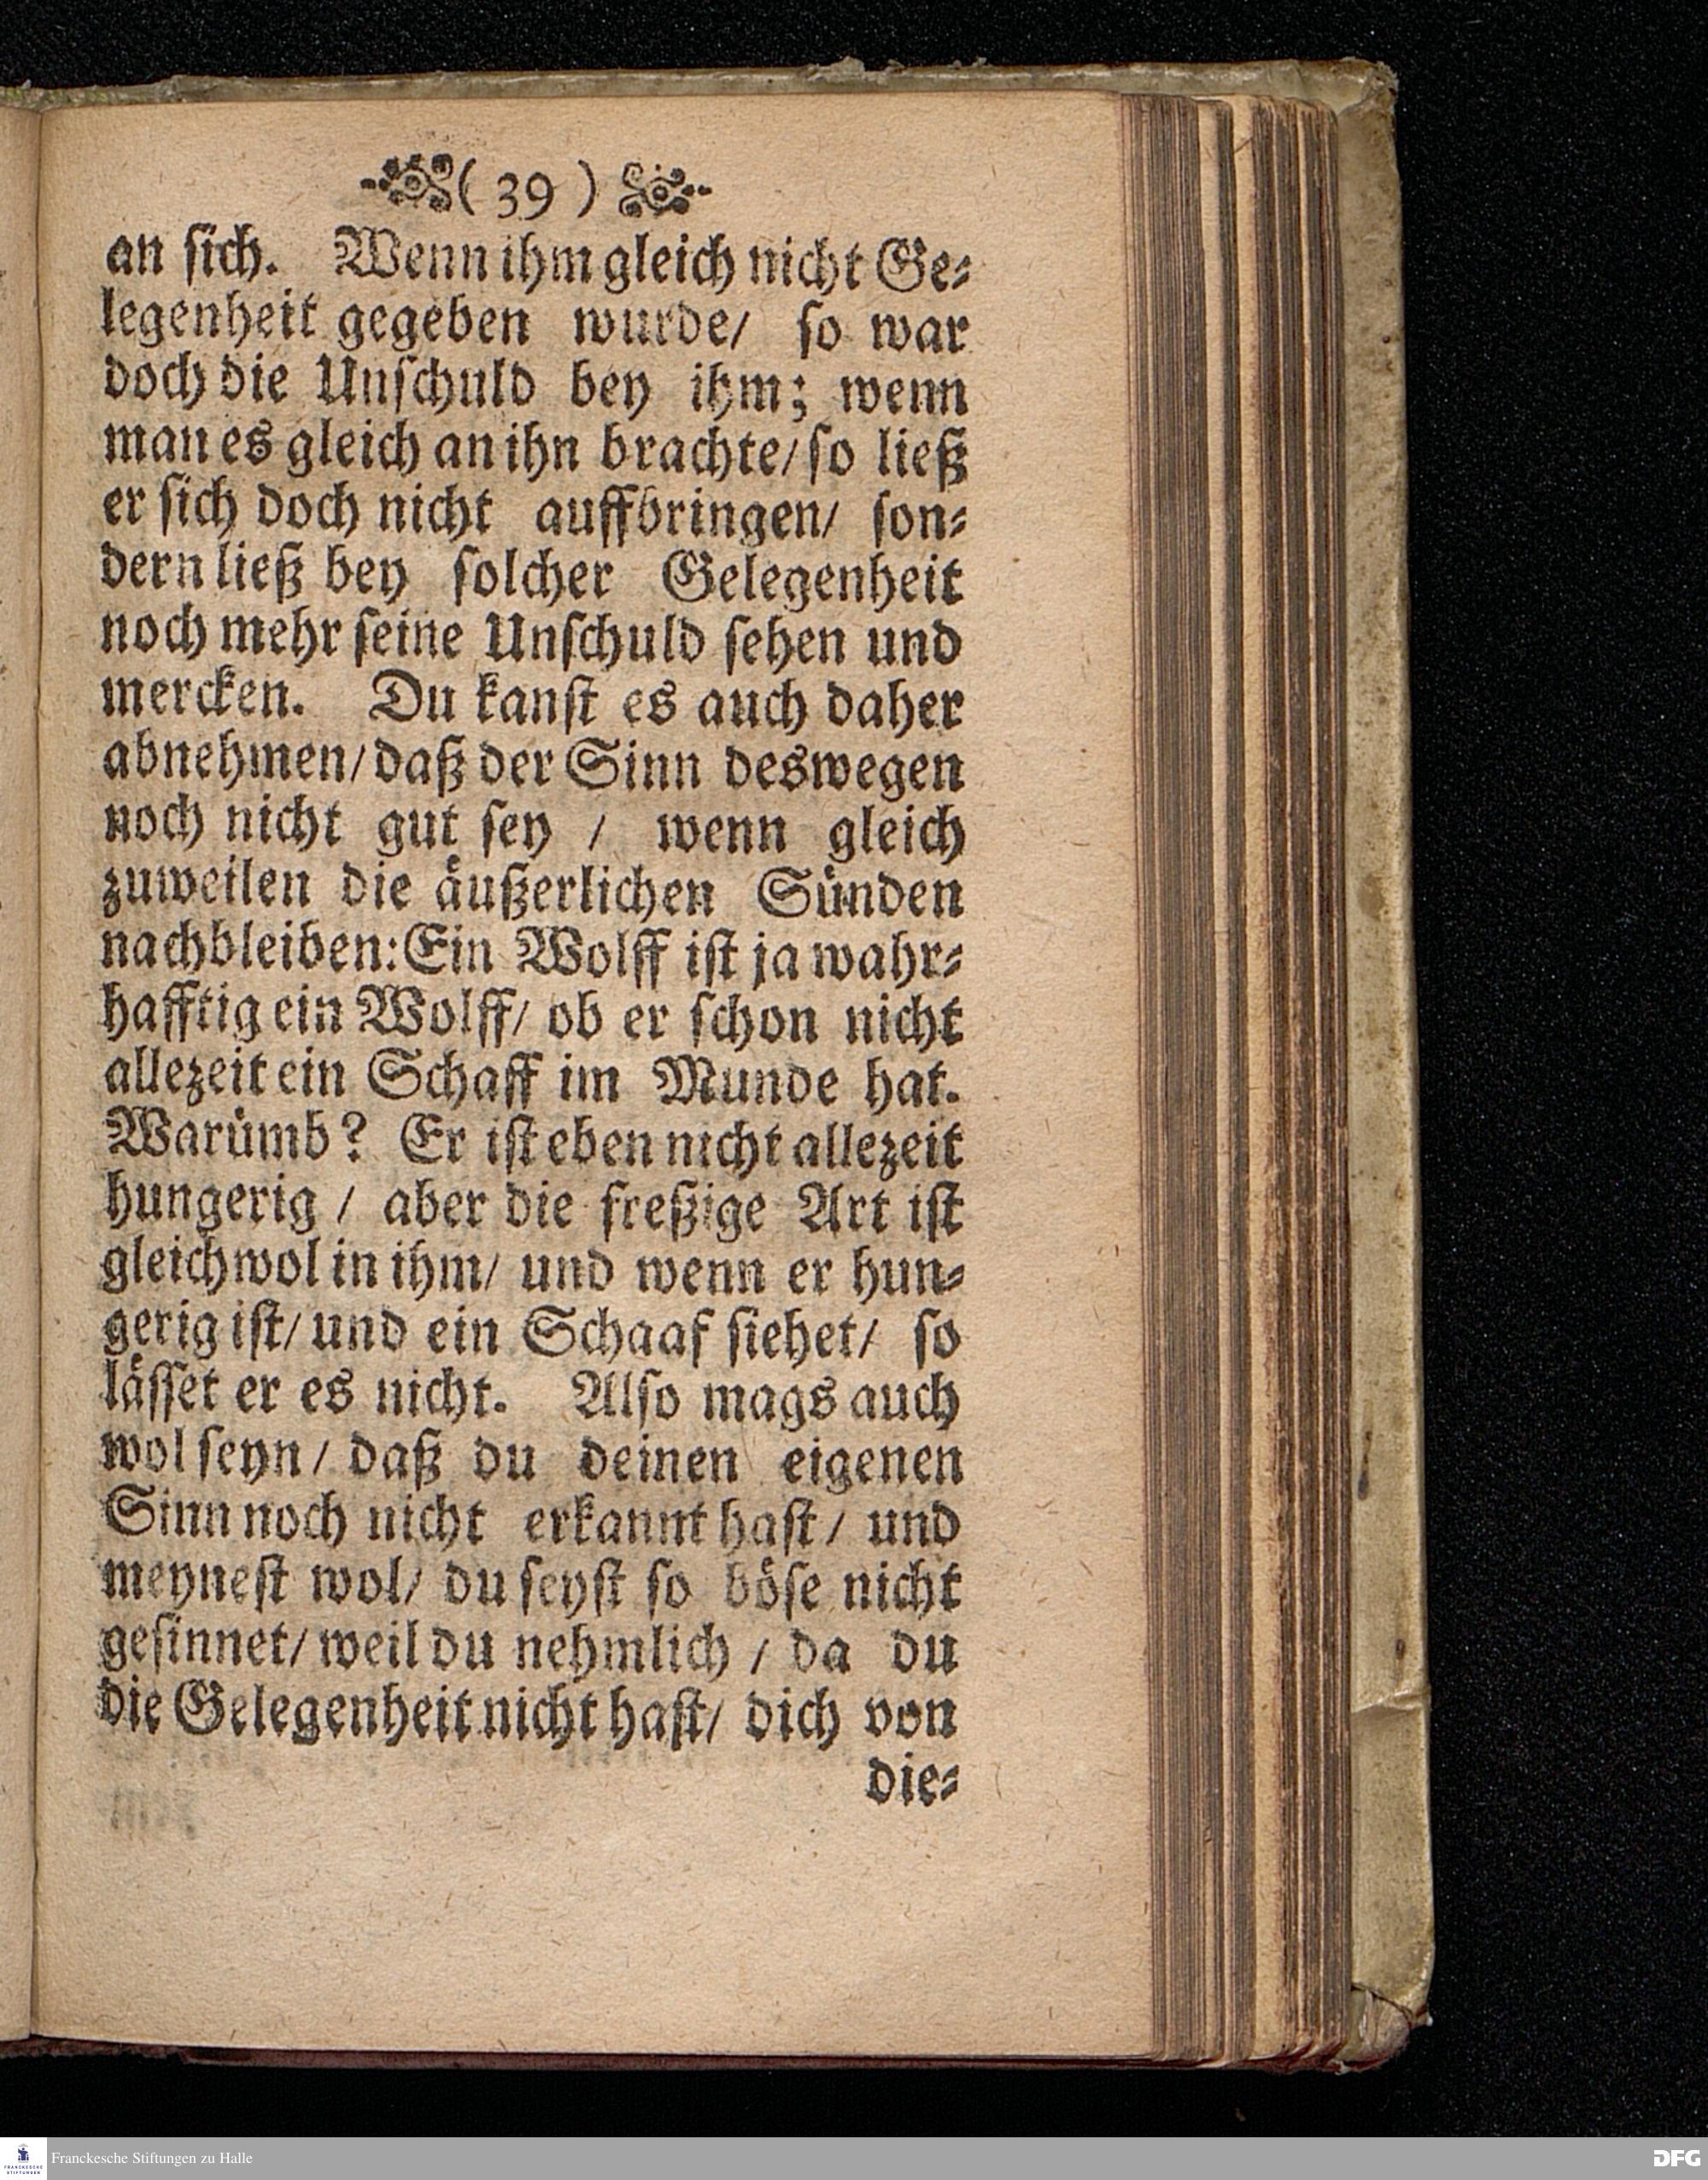 ( 39 )
an sich. Wenn ihm gleich nicht Ge-
legenheit gegeben wurde/ so war
doch die Unschuld bey ihm; wenn
man es gleich an ihn brachte/ so ließ
er sich doch nicht auffbringen/ son-
dern ließ bey solcher Gelegenheit
noch mehr seine Unschuld sehen und
mercken. Du kanst es auch daher
abnehmen/ daß der Sinn deswegen
noch nicht gut sey / wenn gleich
zuweilen die äußerlichen Sünden
nachbleiben: Ein Wolff ist ja wahr-
hafftig ein Wolff/ ob er schon nicht
allezeit ein Schaff im Munde hat.
Warümb? Er ist eben nicht allezeit
hungerig / aber die freßige Art ist
gleichwol in ihm/ und wenn er hun-
gerig ist/ und ein Schaaf siehet/ so
lässet er es nicht. Also mags auch
wol seyn / daß du deinen eigenen
Sinn noch nicht erkannt hast / und
meynest wol/ du seyst so böse nicht
gesinnet/ weil du nehmlich / da du
die Gelegenheit nicht hast/ dich von
die-
Franckesche Stiftungen zu Halle
FRANCKESCHE
STIFTUNGEN
DFG